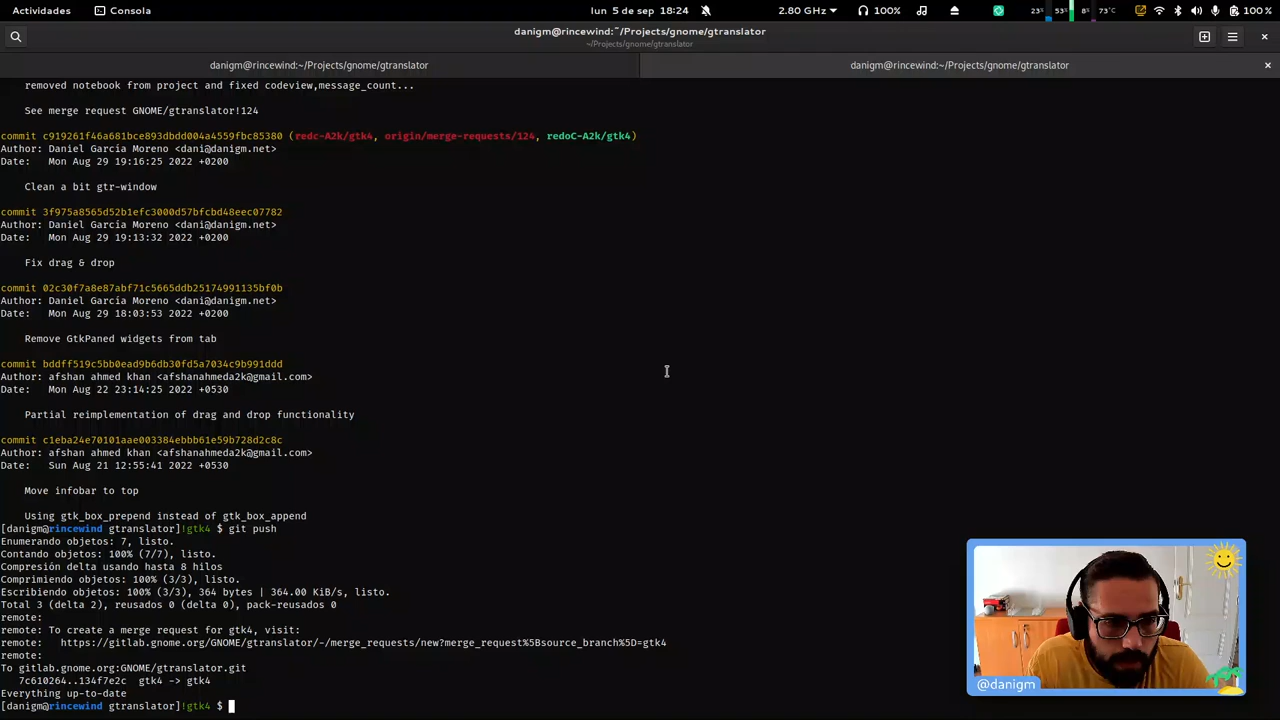 Actividades
Consola
lun 5 de sep 18:24
2.80 GHz
100%
23%
53%
8%
73°C
100 %
danigm@rincewind:~/Projects/gnome/gtranslator
~/Projects/gnome/gtranslator
danigm@rincewind:~/Projects/gnome/gtranslator
danigm@rincewind:~/Projects/gnome/gtranslator
removed notebook from project and fixed codeview,message_count...
See merge request GNOME/gtranslator!124
commit c919261f46a681bce893dbdd004a4559fbc85380 (redc-A2k/gtk4, origin/merge-requests/124, redoC-A2k/gtk4)
Author: Daniel García Moreno <dani@danigm.net>
Date: Mon Aug 29 19:16:25 2022 +0200
Clean a bit gtr-window
commit 3f975a8565d52b1efc3000d57bfcbd48eec07782
Author: Daniel García Moreno <dani@danigm.net>
Date: Mon Aug 29 19:13:32 2022 +0200
Fix drag & drop
commit 02c30f7a8e87abf71c5665ddb25174991135bf0b
Author: Daniel García Moreno <dani@danigm.net>
Date: Mon Aug 29 18:03:53 2022 +0200
Remove GtkPaned widgets from tab
commit bddff519c5bb0ead9b6db30fd5a7034c9b991ddd
Author: afshan ahmed khan <afshanahmeda2k@gmail.com>
Date: Mon Aug 22 23:14:25 2022 +0530
Partial reimplementation of drag and drop functionality
commit c1eba24e70101aae003384ebbb61e59b728d2c8c
Author: afshan ahmed khan <afshanahmeda2k@gmail.com>
Date: Sun Aug 21 12:55:41 2022 +0530
Move infobar to top
Using gtk_box_prepend instead of gtk_box_append
[danigm@rincewind gtranslator]!gtk4 $ git push
Enumerando objetos: 7, listo.
Contando objetos: 100% (7/7), listo.
Compresión delta usando hasta 8 hilos
Comprimiendo objetos: 100% (3/3), listo.
Escribiendo objetos: 100% (3/3), 364 bytes | 364.00 KiB/s, listo.
Total 3 (delta 2), reusados 0 (delta 0), pack-reusados 0
remote:
remote: To create a merge request for gtk4, visit:
remote: https://gitlab.gnome.org/GNOME/gtranslator/-/merge_requests/new?merge_request%5Bsource_branch%5D=gtk4
remote:
To gitlab.gnome.org:GNOME/gtranslator.git
7c610264..134f7e2c gtk4 -> gtk4
Everything up-to-date
[danigm@rincewind gtranslator]!gtk4 $
@danigm